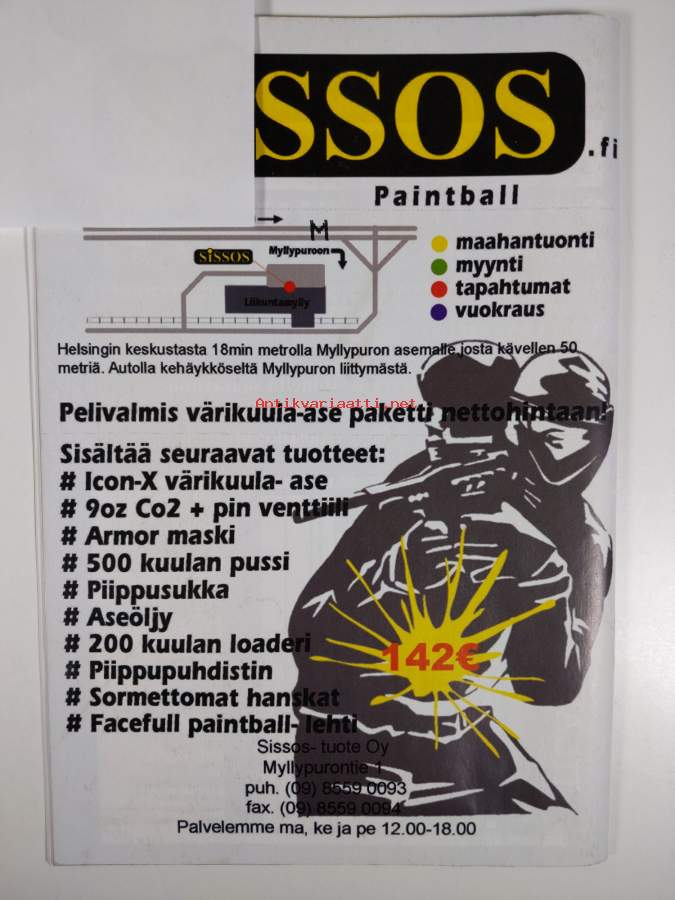 SSOS
.fi
Paintball
M
SiSSOS
Myllypuroon
Liikuntamylly
maahantuonti
myynti
tapahtumat
vuokraus
Helsingin keskustasta 18min metrolla Myllypuron asemalle,josta kävellen 50
metriä. Autolla kehäykköseltä Myllypuron liittymästä.
Antikvariaatti.net
Pelivalmis värikuula-ase paketti nettohintaan!
Sisältää seuraavat tuotteet:
# Icon-X värikuula- ase
# 9oz Co2 + pin venttiili
# Armor maski
# 500 kuulan pussi
# Piippusukka
# Aseöljy
# 200 kuulan loaderi
# Piippupuhdistin
# Sormettomat hanskat
# Facefull paintball- lehti
142€
Sissos- tuote Oy
Myllypurontie 1
puh. (09) 8559 0093
fax. (09) 8559 0094
Palvelemme ma, ke ja pe 12.00-18.00